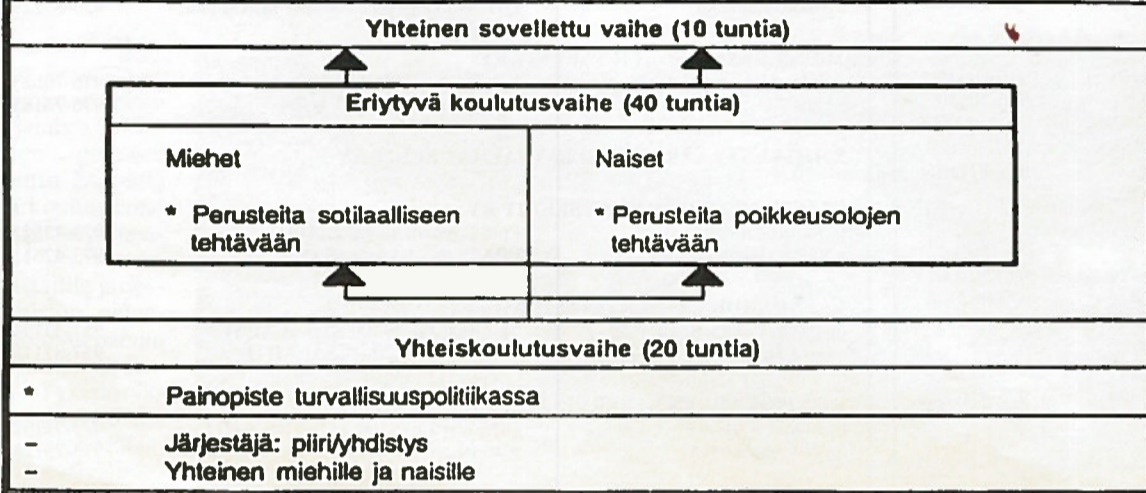 Yhteinen sovellettu vaihe (10 tuntia)
Eriytyvä koulutusvaihe (40 tuntia)
Miehet
* Perusteita sotilaalliseen
tehtävään
Naiset
* Perusteita poikkeusolojen
tehtävään
Yhteiskoulutusvaihe (20 tuntia)
* Painopiste turvallisuuspolitiikassa
– Järjestäjä: piiri/yhdistys
– Yhteinen miehille ja naisille